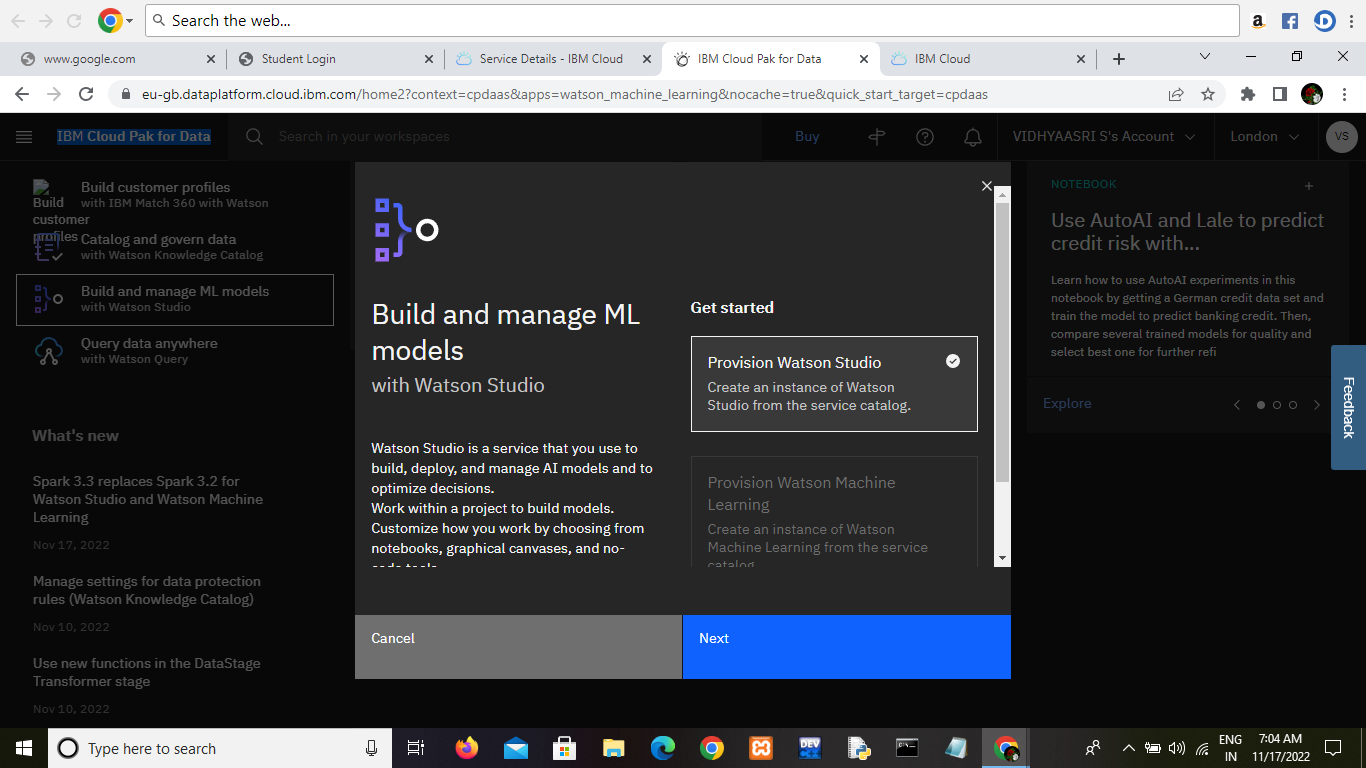 Search the web...
www.google.com
Student Login
Service Details - IBM Cloud
IBM Cloud Pak for Data
IBM Cloud
eu-gb.dataplatform.cloud.ibm.com/home2?context=cpdaas&apps=watson_machine_learning&nocache=true&quick_start_target=cpdaas
IBM Cloud Pak for Data
Search in your workspaces
Buy
VIDHYAASRI S's Account
London
VS
Build customer profiles
Build customer profiles
with IBM Match 360 with Watson
Catalog and govern data
with Watson Knowledge Catalog
Build and manage ML models
with Watson Studio
Query data anywhere
with Watson Query
What's new
Spark 3.3 replaces Spark 3.2 for
Watson Studio and Watson Machine
Learning
Nov 17, 2022
Manage settings for data protection
rules (Watson Knowledge Catalog)
Nov 10, 2022
Use new functions in the DataStage
Transformer stage
Nov 10, 2022
Build and manage ML
models
with Watson Studio
Watson Studio is a service that you use to
build, deploy, and manage AI models and to
optimize decisions.
Work within a project to build models.
Customize how you work by choosing from
notebooks, graphical canvases, and no-
code tools
Get started
Provision Watson Studio
Create an instance of Watson
Studio from the service catalog.
Provision Watson Machine
Learning
Create an instance of Watson
Machine Learning from the service
catalog
Cancel
Next
NOTEBOOK
Use AutoAI and Lale to predict
credit risk with...
Learn how to use AutoAI experiments in this
notebook by getting a German credit data set and
train the model to predict banking credit. Then,
compare several trained models for quality and
select best one for further refi
Explore
Feedback
Type here to search
DEV
ENG
IN
7:04 AM
11/17/2022